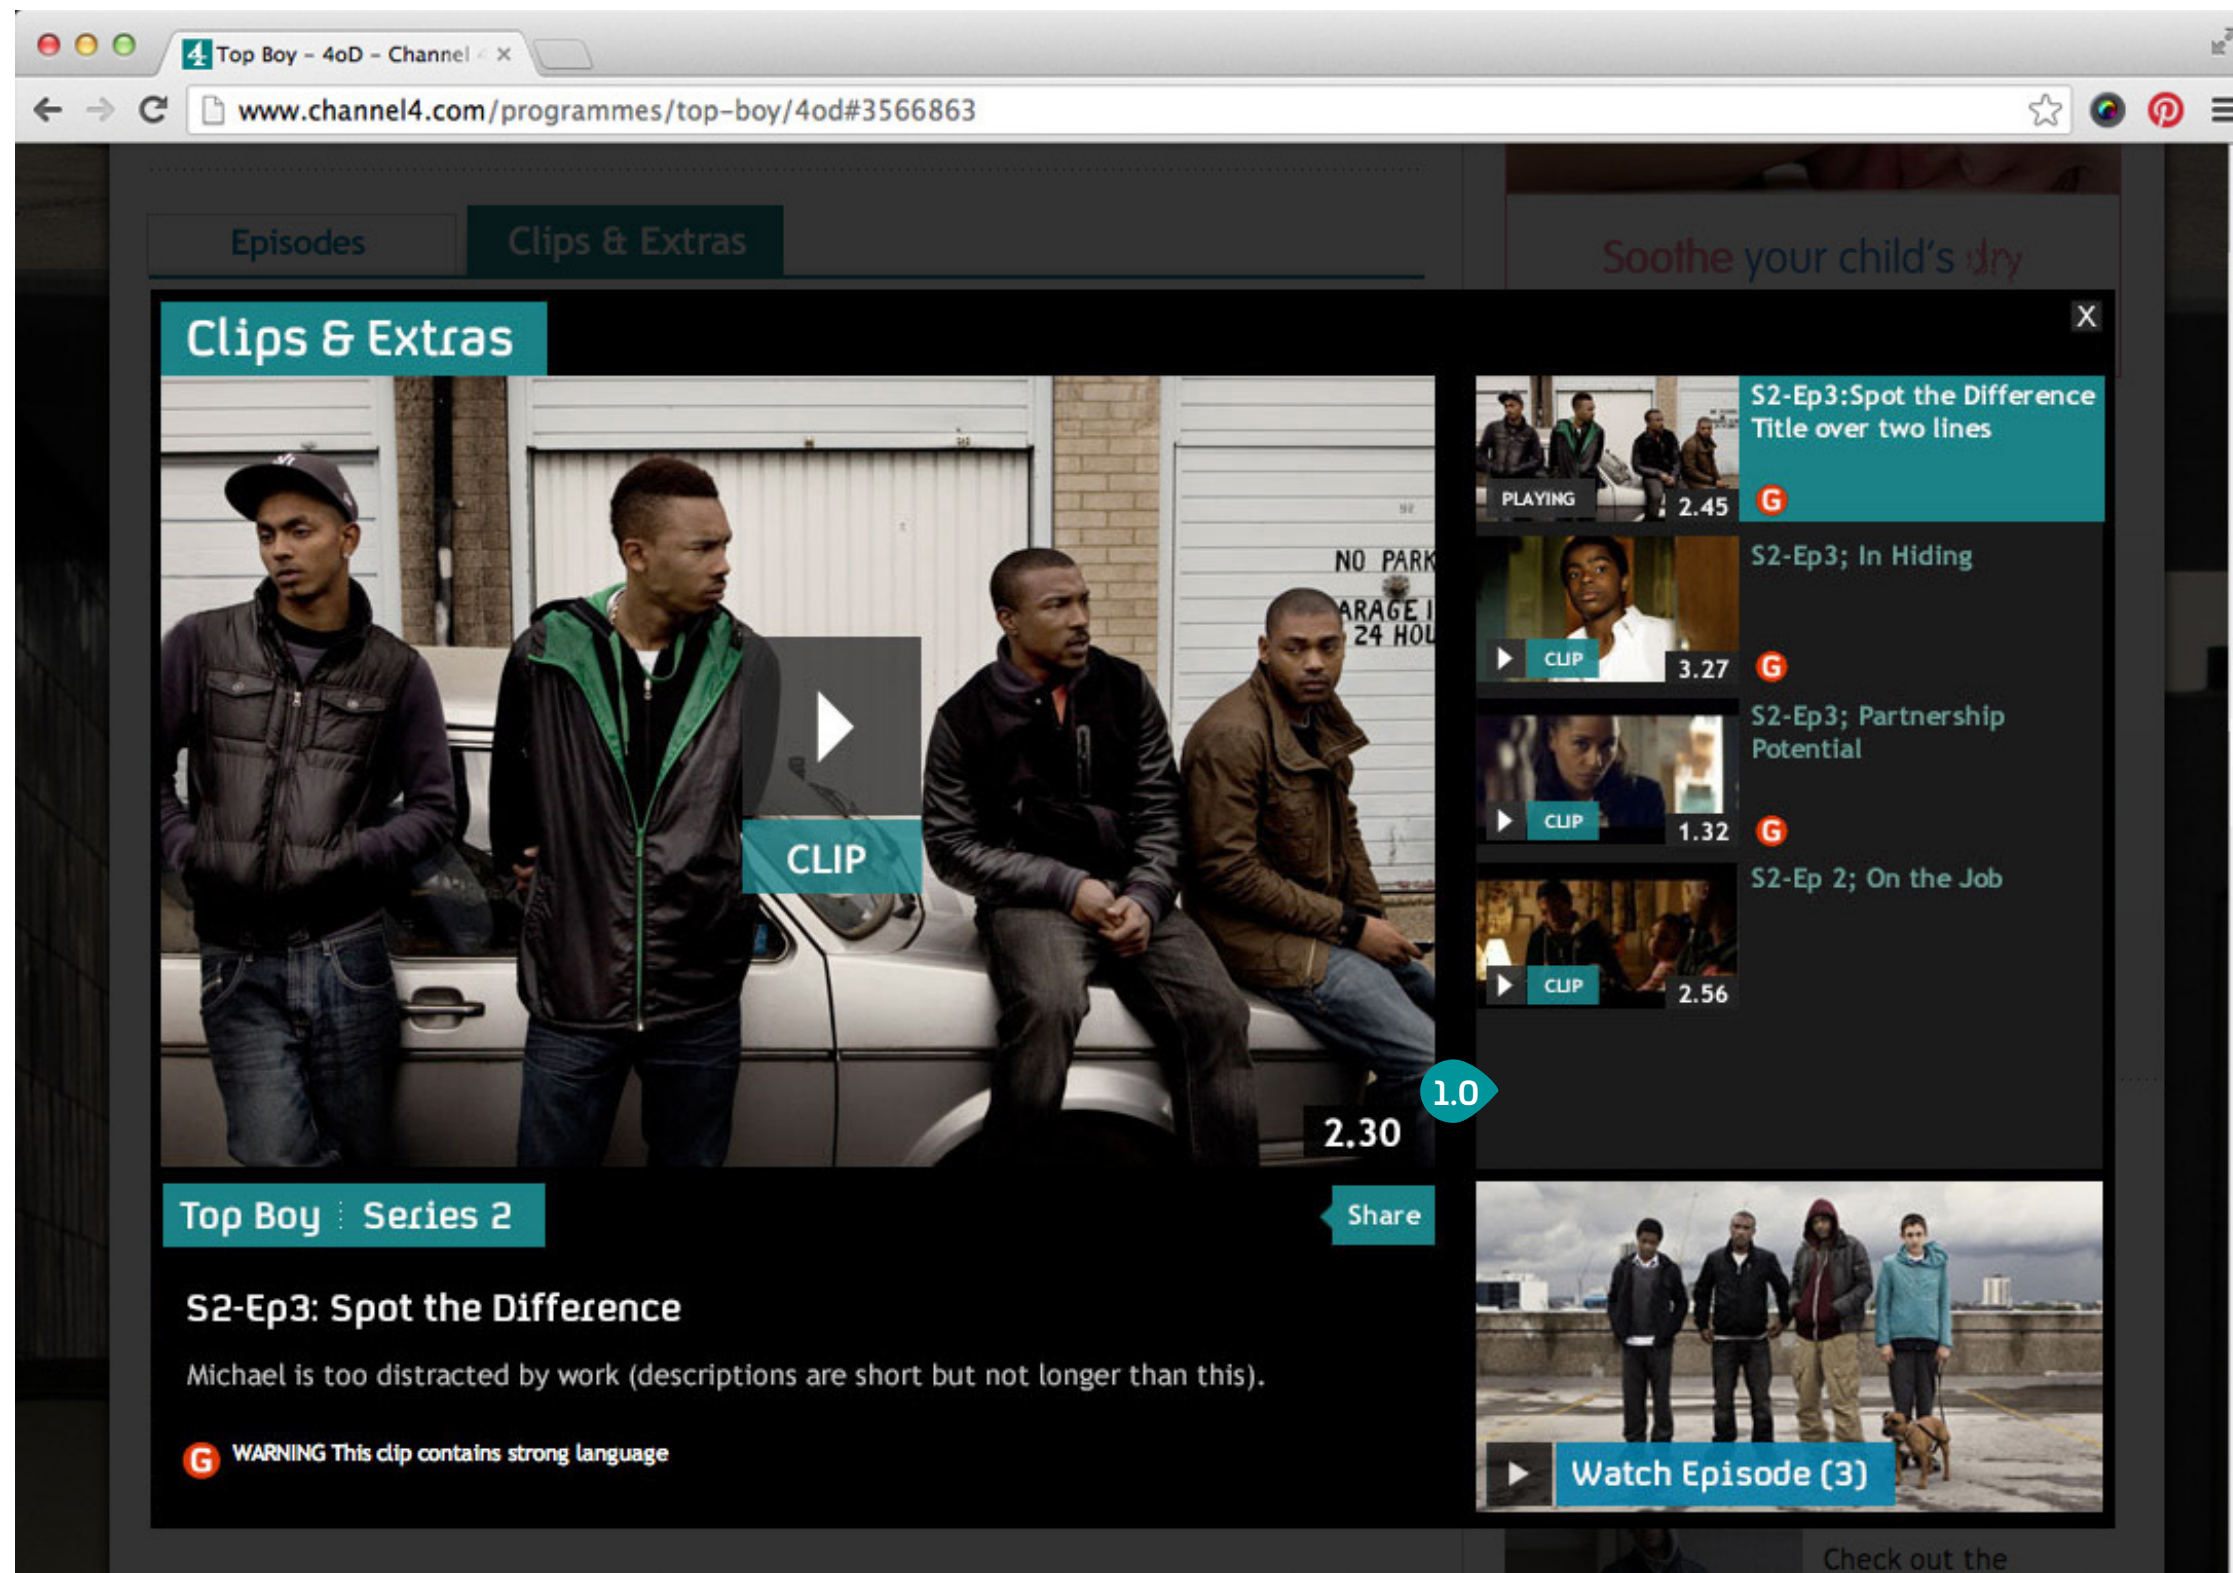 4 Top Boy – 4oD – Channel
www.channel4.com/programmes/top-boy/4od#3566863
Episodes
Clips & Extras
Soothe your child's dry
Clips & Extras
X
NO PARK
ARAGE I
24 HOU
CLIP
2.30
S2-Ep3:Spot the Difference
Title over two lines
PLAYING
2.45
G
S2-Ep3; In Hiding
CLIP
3.27
G
S2-Ep3; Partnership
Potential
CLIP
1.32
G
S2-Ep 2; On the Job
CLIP
2.56
1.0
Top Boy Series 2
Share
S2-Ep3: Spot the Difference
Michael is too distracted by work (descriptions are short but not longer than this).
G WARNING This clip contains strong language
Watch Episode (3)
Check out the